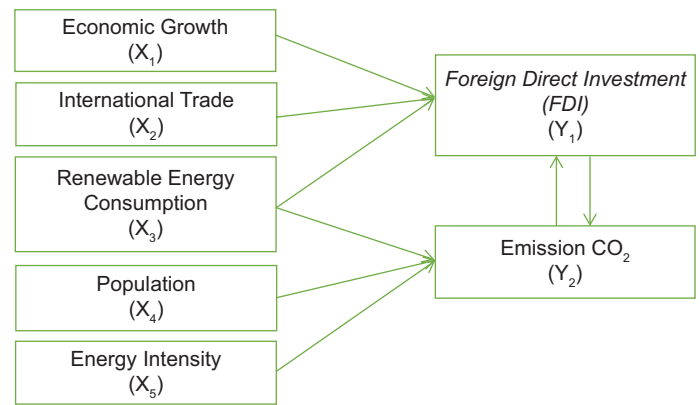 Economic Growth
(X₁)
International Trade
(X₂)
Renewable Energy
Consumption
(X₃)
Population
(X₄)
Energy Intensity
(X₅)
Foreign Direct Investment
(FDI)
(Y₁)
Emission CO₂
(Y₂)